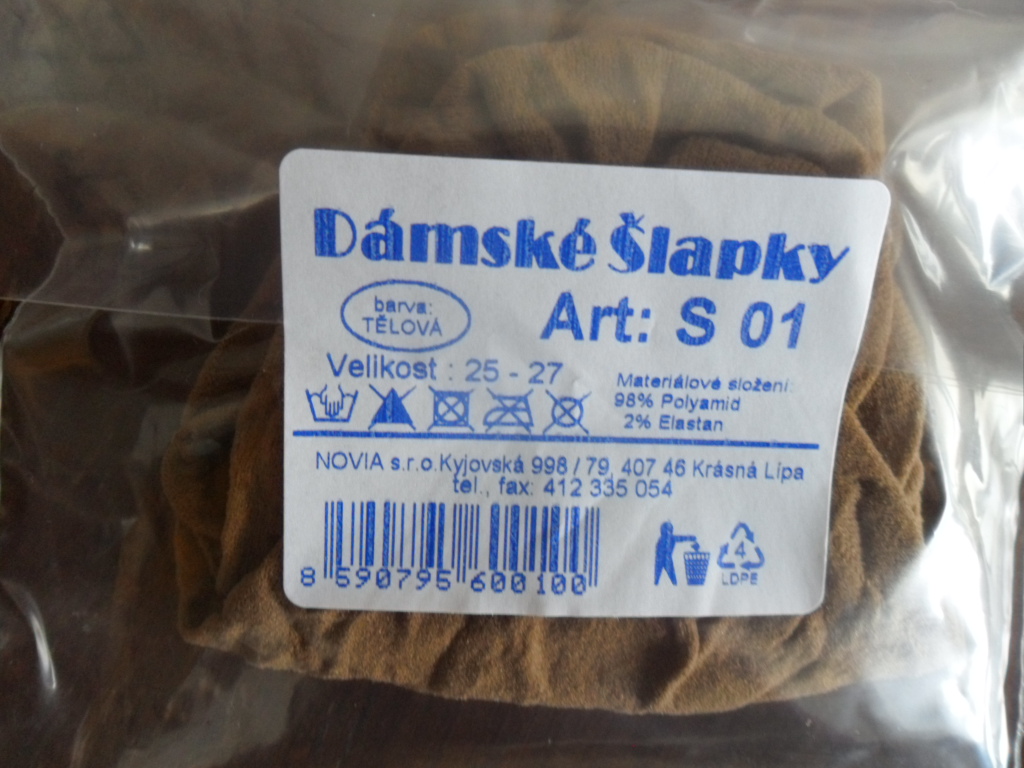 Dámské Šlapky
barva:
TĚLOVÁ
Art: S 01
Velikost : 25 - 27
Materiálové složení:
98% Polyamid
2% Elastan
NOVIA s.r.o.Kyjovská 998 / 79, 407 46 Krásná Lípa
tel., fax: 412 335 054
8 590795 600100
4
LDPE